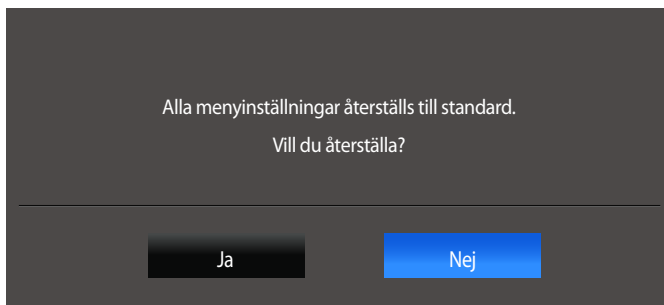 Alla menyinställningar återställs till standard.
Vill du återställa?
Ja
Nej